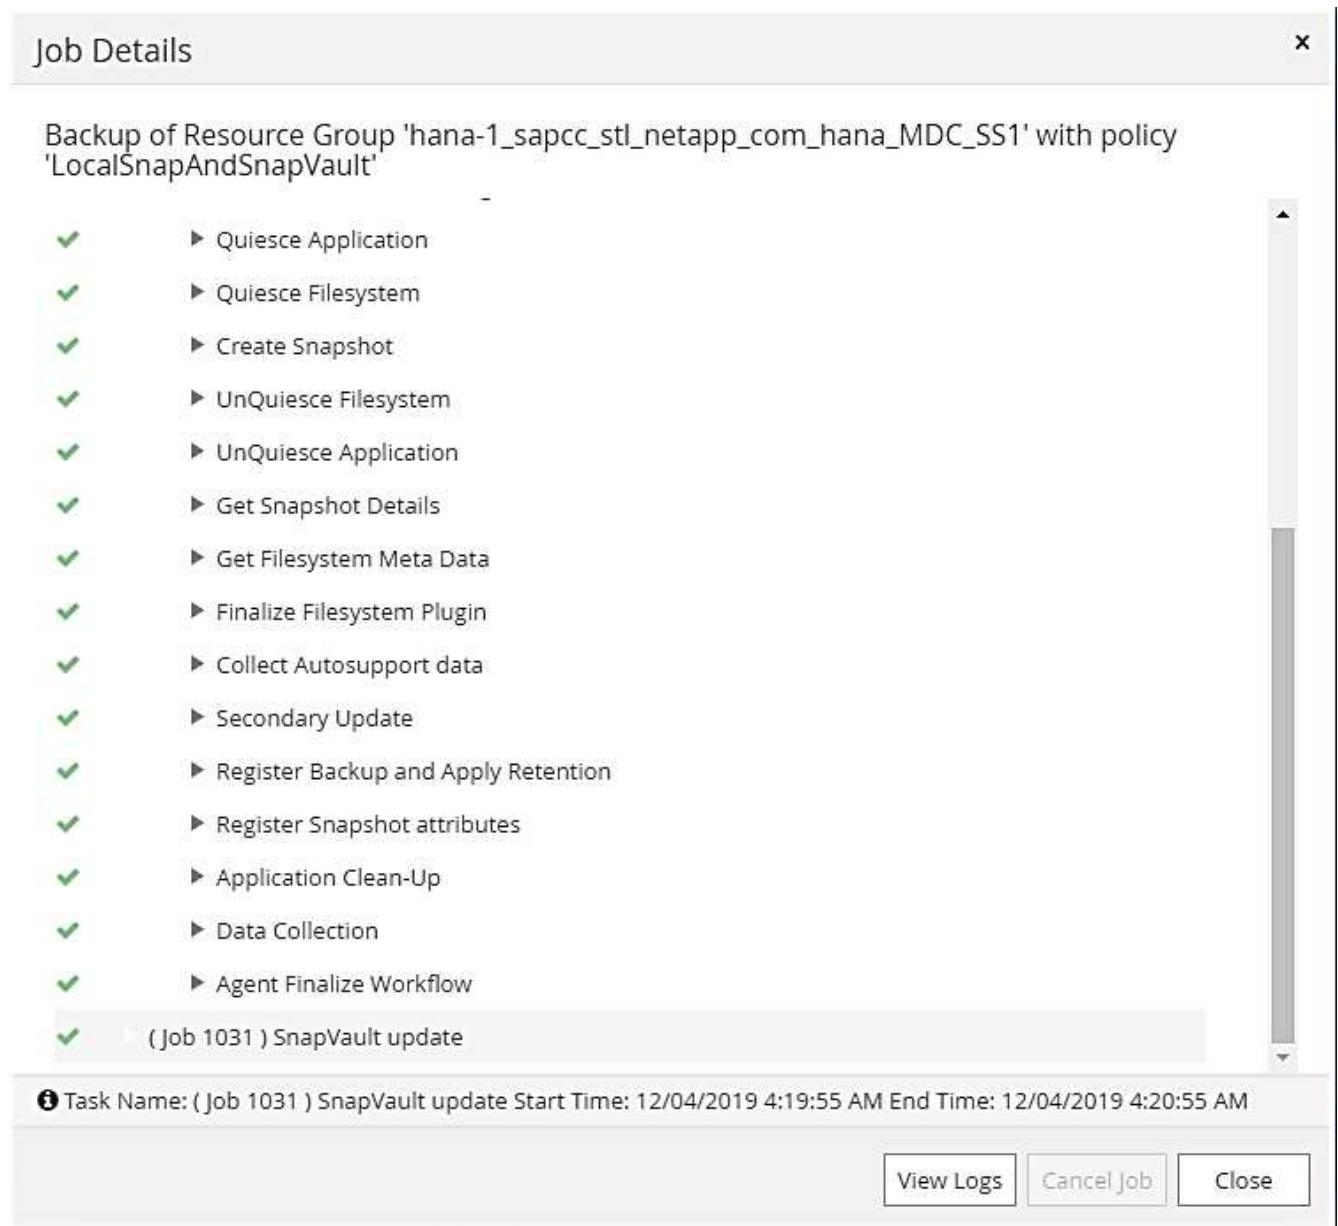 Job Details
x
Backup of Resource Group 'hana-1_sapcc_stl_netapp_com_hana_MDC_SS1' with policy
'LocalSnapAndSnapVault'
Quiesce Application
Quiesce Filesystem
Create Snapshot
UnQuiesce Filesystem
UnQuiesce Application
Get Snapshot Details
Get Filesystem Meta Data
Finalize Filesystem Plugin
Collect Autosupport data
Secondary Update
Register Backup and Apply Retention
Register Snapshot attributes
Application Clean-Up
Data Collection
Agent Finalize Workflow
( Job 1031 ) SnapVault update
Task Name: ( Job 1031 ) SnapVault update Start Time: 12/04/2019 4:19:55 AM End Time: 12/04/2019 4:20:55 AM
View Logs Cancel Job Close